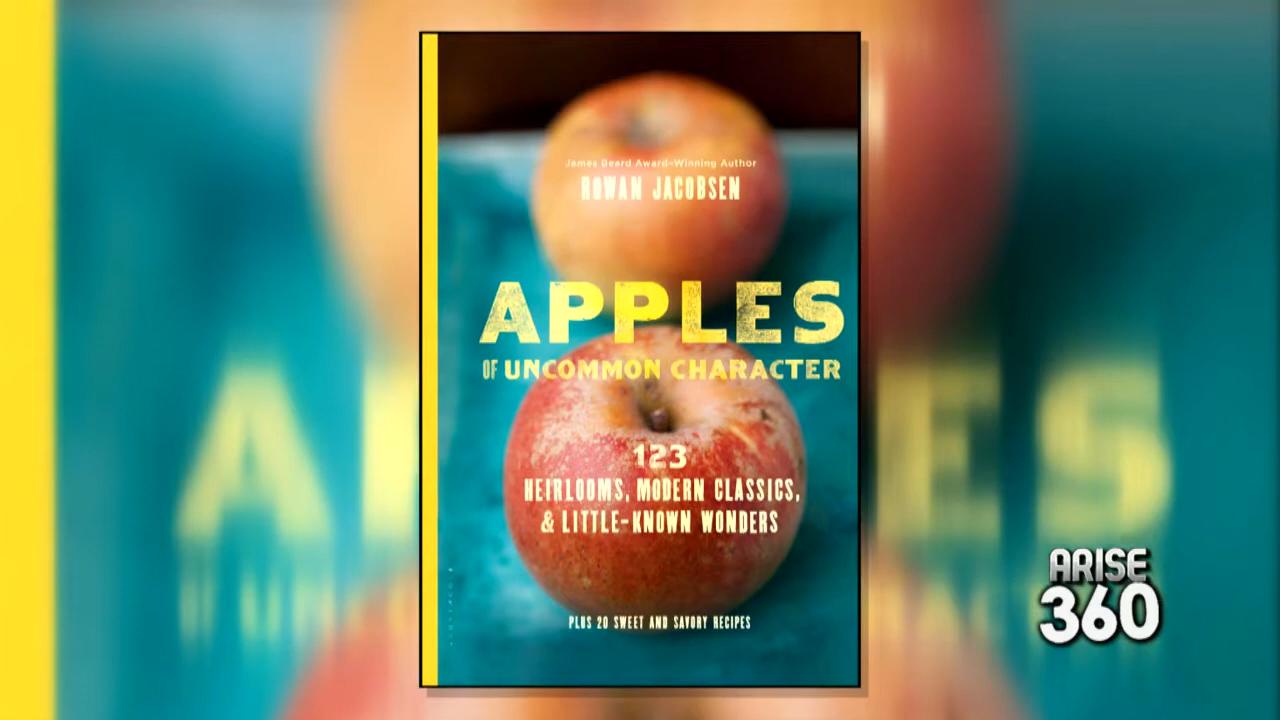 James Beard Award-Winning Author
ROWAN JACOBSEN
APPLES
OF UNCOMMON CHARACTER
123
HEIRLOOMS, MODERN CLASSICS,
& LITTLE-KNOWN WONDERS
PLUS 20 SWEET AND SAVORY RECIPES
ARISE
360